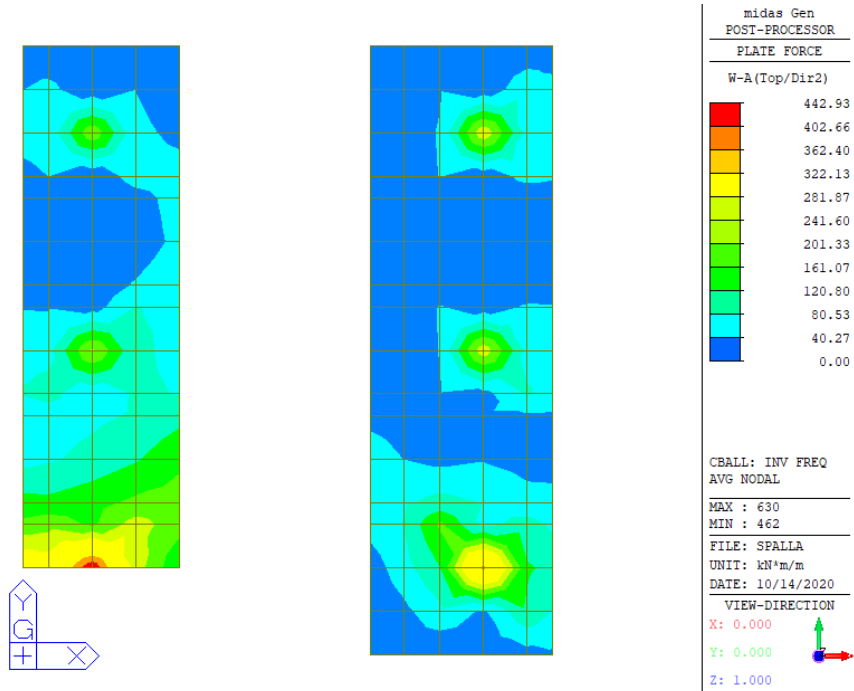 midas Gen
POST-PROCESSOR
PLATE FORCE
W-A(Top/Dir2)
442.93
402.66
362.40
322.13
281.87
241.60
201.33
161.07
120.80
80.53
40.27
0.00
CBALL: INV FREQ
AVG NODAL
MAX : 630
MIN : 462
FILE: SPALLA
UNIT: kN*m/m
DATE: 10/14/2020
VIEW-DIRECTION
X: 0.000
Y: 0.000
Z: 1.000
Y
G
X